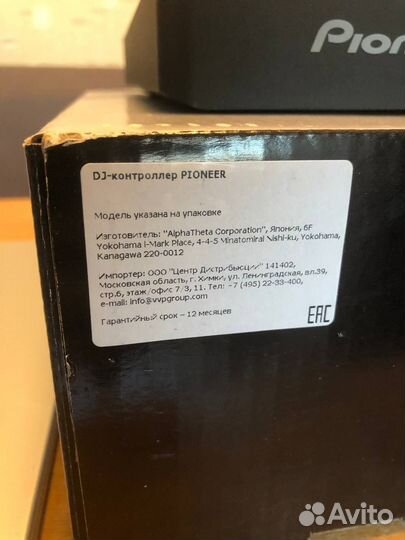 Pion
DJ-контроллер PIONEER
Модель указана на упаковке
Изготовитель: "AlphaTheta Corporation", Япония, 6F
Yokohama i-Mark Place, 4-4-5 Minatomirai Nishi-ku, Yokohama,
Kanagawa 220-0012
Импортер: ООО "Центр Дистрибьюции" 141402,
Московская область, г. Химки, ул. Ленинградская, вл.39,
стр.6, этаж/офис 7/3, 11. Тел: +7 (495) 22-33-400,
e-mail: info@vvpgroup.com
Гарантийный срок – 12 месяцев
EAC
Avito